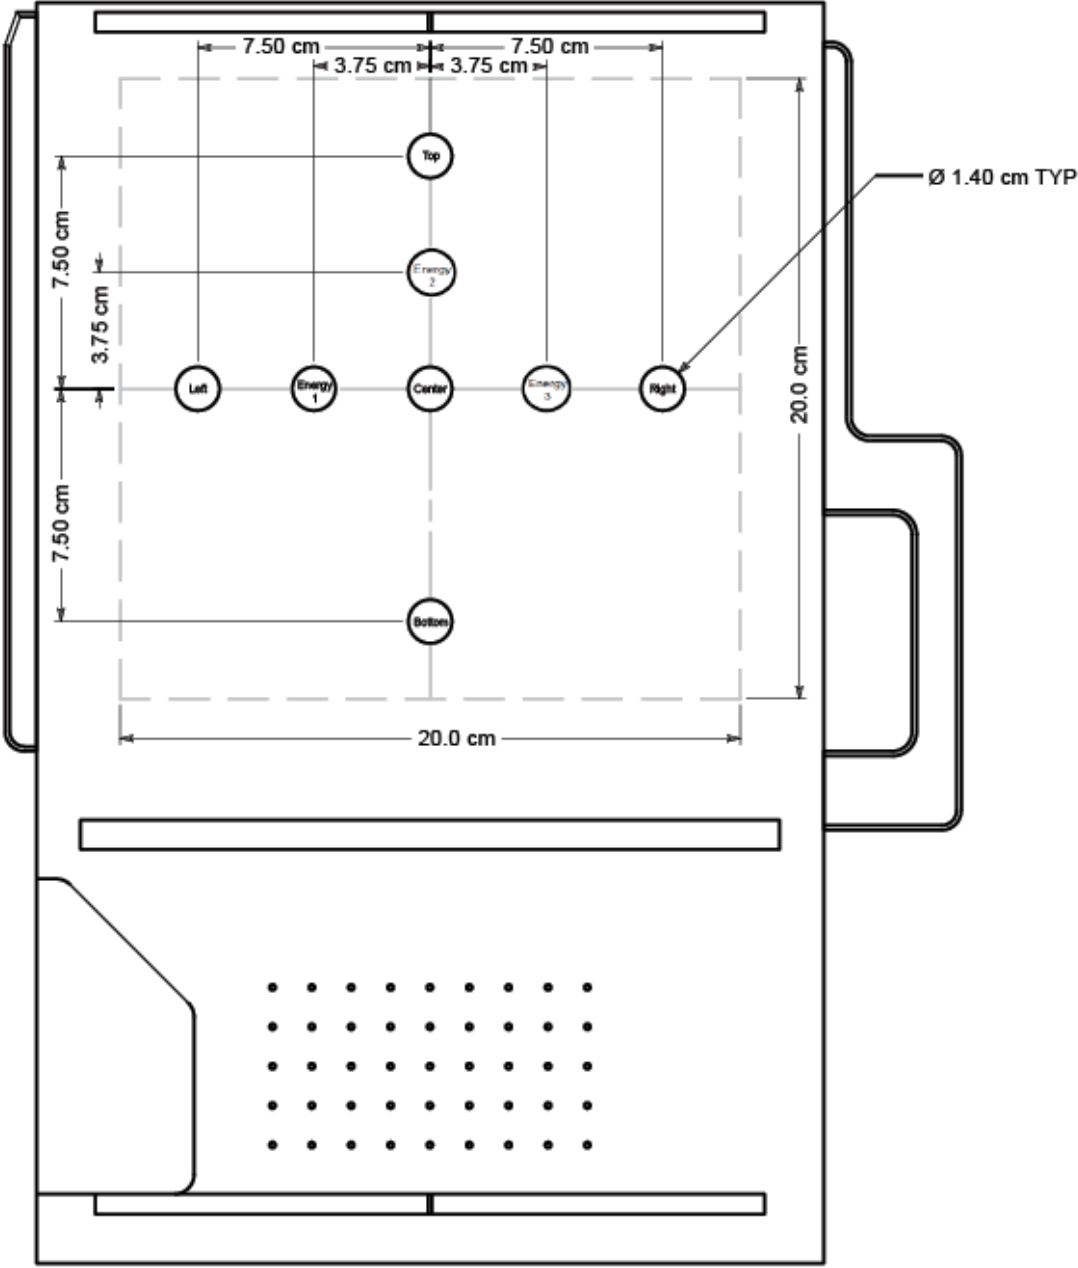 7.50 cm 7.50 cm
3.75 cm 3.75 cm
Top
Ø 1.40 cm TYP
7.50 cm
Energy
2
3.75 cm
Left
Energy
1
Center
Energy
3
Right
20.0 cm
7.50 cm
Bottom
20.0 cm